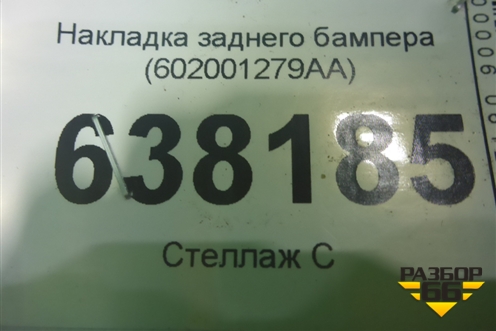 Накладка заднего бампера
(602001279AA)
638185
Стеллаж С
РАЗБОР
66